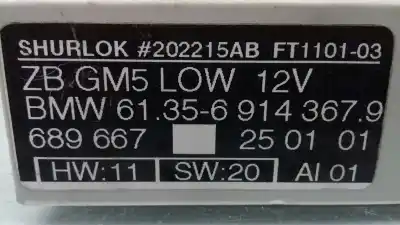 SHURLOK #202215AB FT1101-03
ZB GM5 LOW 12V
BMW 61.35-6 914 367.9
689 667 25 01 01
HW:11 SW:20 AI 01